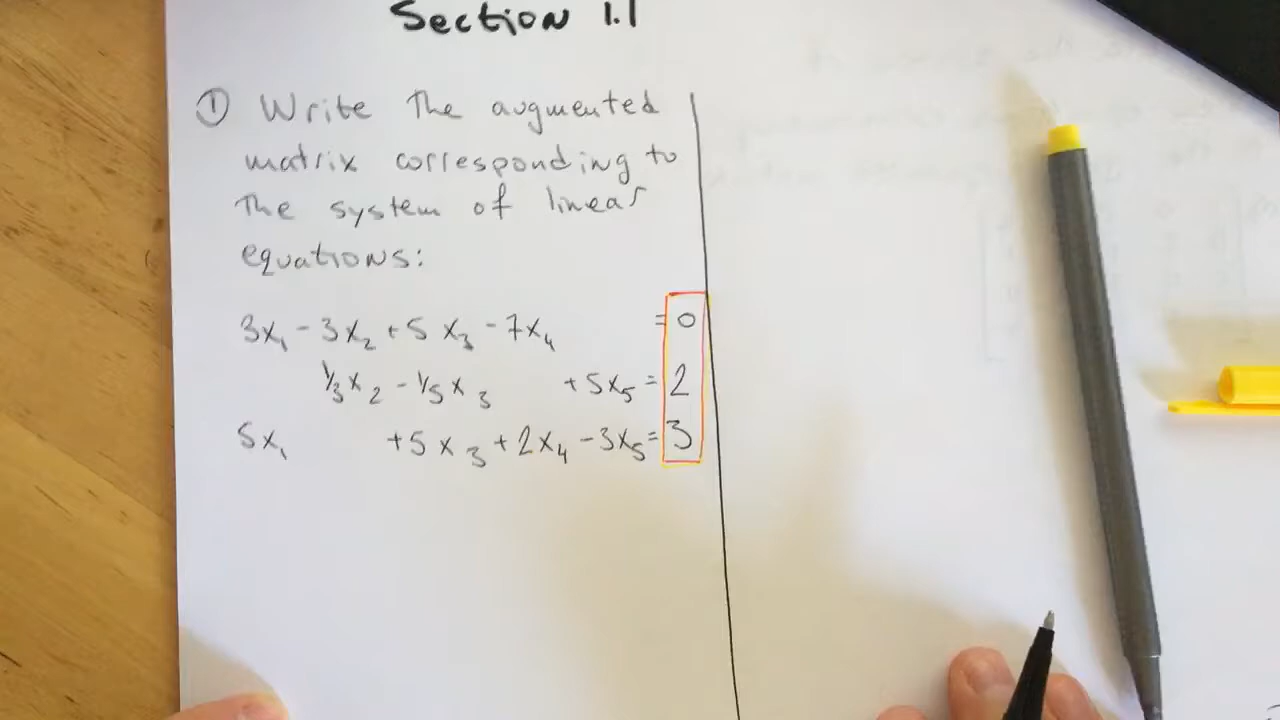 Section 1.1
① Write the augmented
matrix corresponding to
the system of linear
equations:
3x₁ - 3x₂ + 5x₃ - 7x₄ = 0
⅓x₂ - ⅕x₃ + 5x₅ = 2
5x₁ + 5x₃ + 2x₄ - 3x₅ = 3